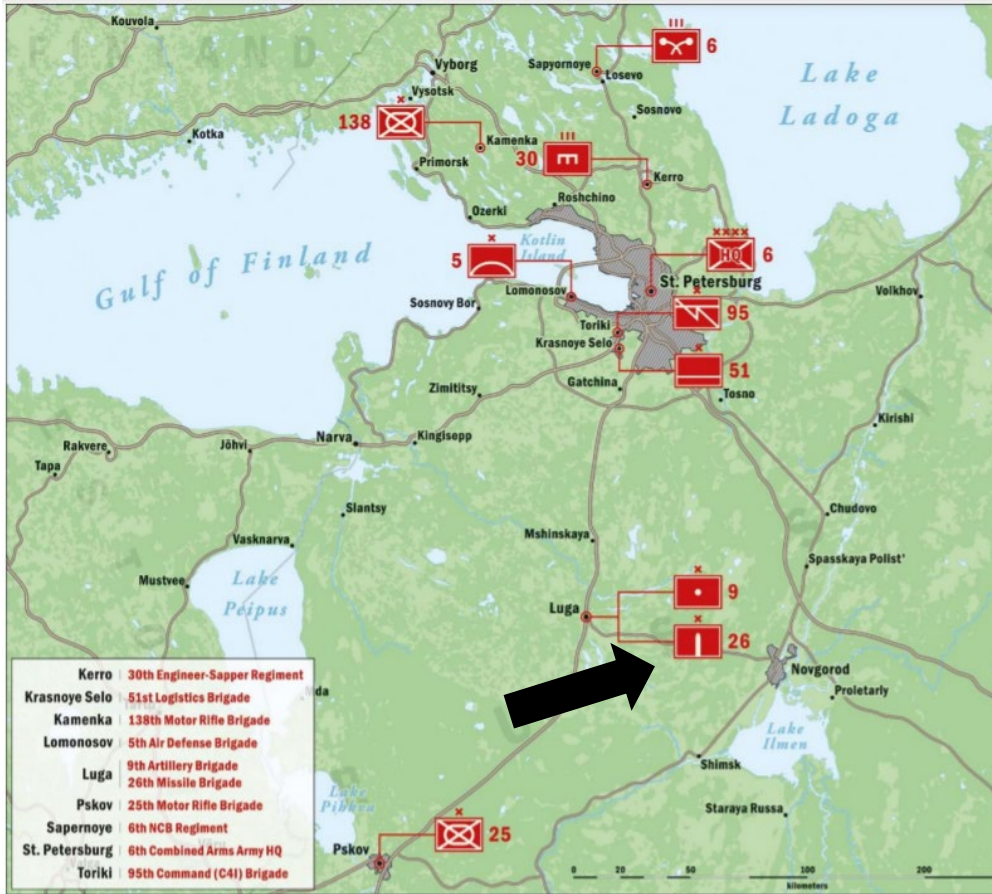 Kouvola
FINLAND
Vyborg
Vysotsk
Kotka
138
Kamenka
Primorsk
Sapyornoye
6
Losevo
Sosnovo
Lake
Ladoga
30
Kerro
Roshchino
Ozerki
Kotlin
Island
Gulf of Finland
5
Lomonosov
HQ
6
St. Petersburg
Sosnovy Bor
Toriki
95
Krasnoye Selo
51
Volkhov
Zimititsy
Gatchina
Tosno
Kirishi
Rakvere
Tapa
Jõhvi
Narva
Kingisepp
Slantsy
Chudovo
Mshinskaya
Spasskaya Polist'
Vasknarva
Mustvee
Lake
Peipus
Luga
9
26
Novgorod
Proletarly
Lake
Ilmen
Shimsk
Staraya Russa
Lake
Pihkva
Pskov
25
Kerro 30th Engineer-Sapper Regiment
Krasnoye Selo 51st Logistics Brigade
Kamenka 138th Motor Rifle Brigade
Lomonosov 5th Air Defense Brigade
Luga 9th Artillery Brigade
26th Missile Brigade
Pskov 25th Motor Rifle Brigade
Sapernoye 6th NCB Regiment
St. Petersburg 6th Combined Arms Army HQ
Toriki 95th Command (C4I) Brigade
0 20 50 100 200
kilometers